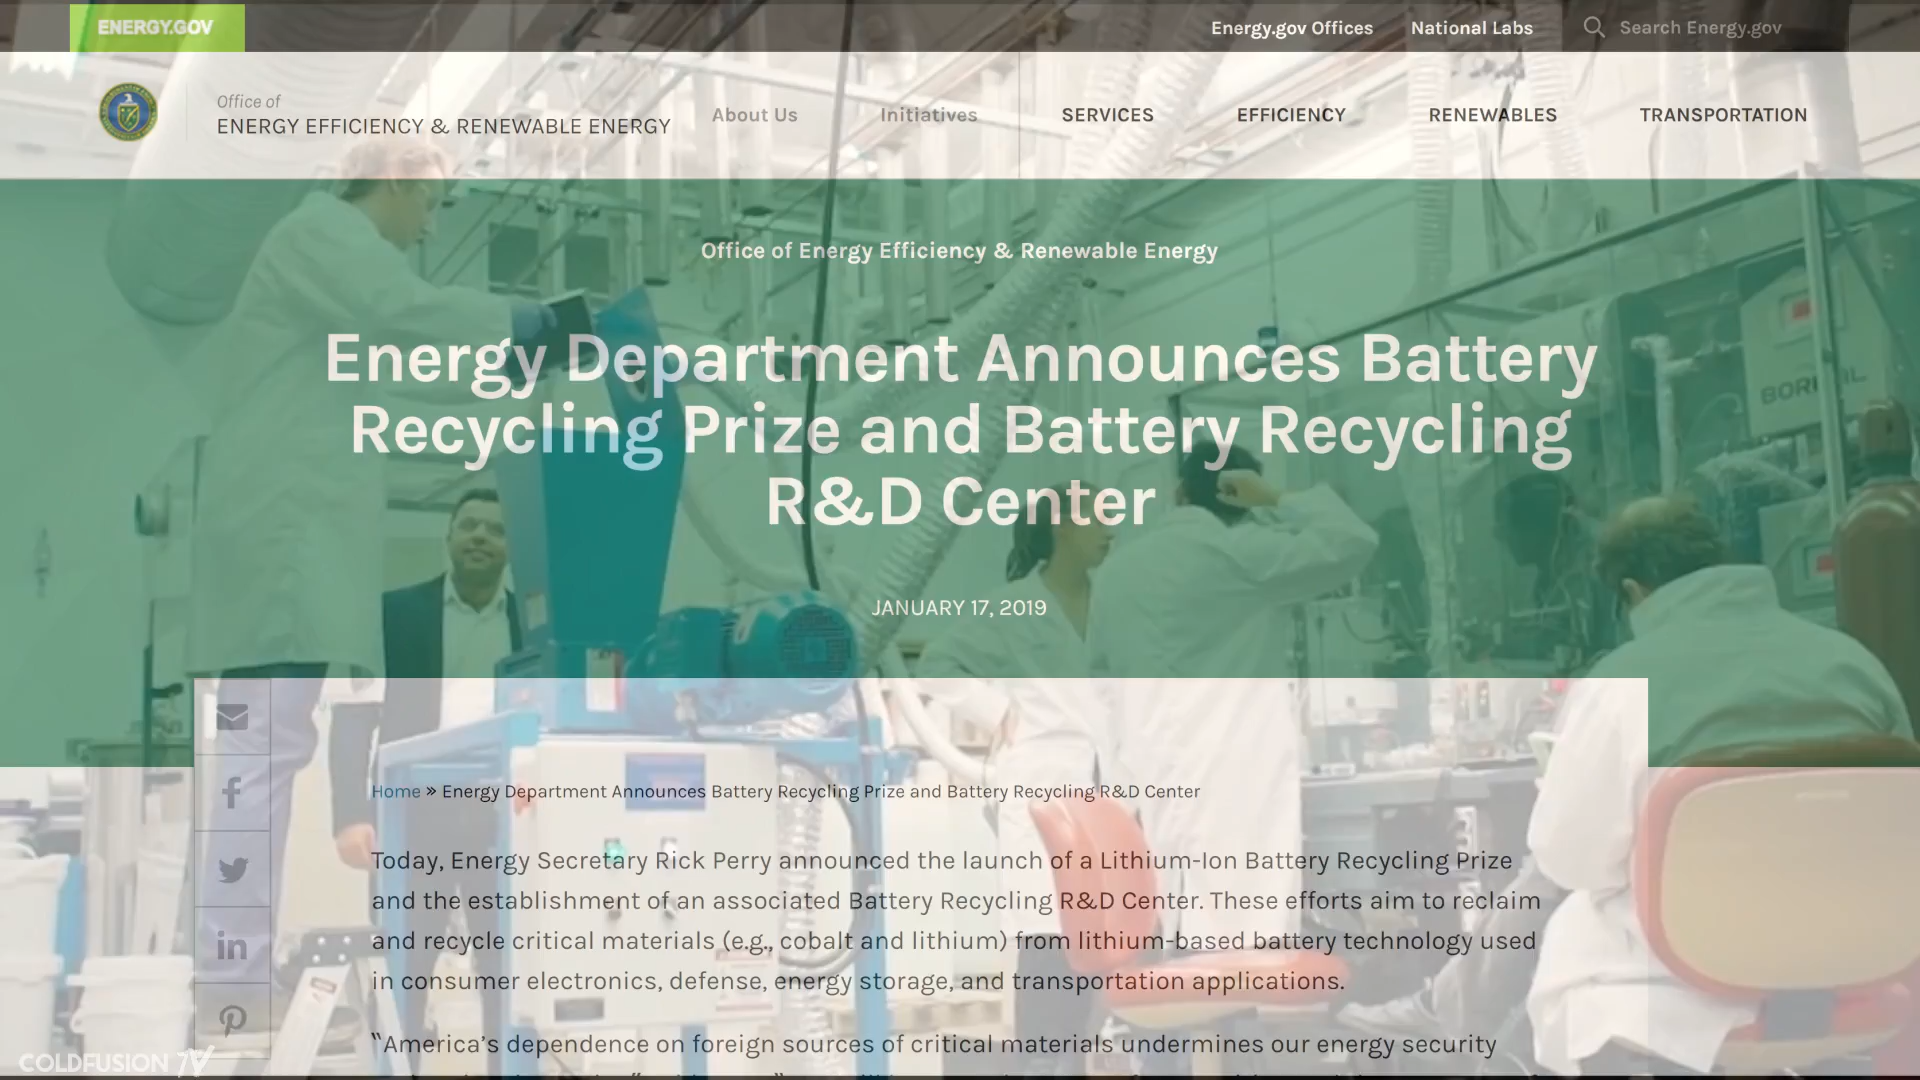 ENERGY.GOV
Energy.gov Offices
National Labs
Search Energy.gov
Office of
ENERGY EFFICIENCY & RENEWABLE ENERGY
About Us
Initiatives
SERVICES
EFFICIENCY
RENEWABLES
TRANSPORTATION
Office of Energy Efficiency & Renewable Energy
Energy Department Announces Battery
Recycling Prize and Battery Recycling
R&D Center
JANUARY 17, 2019
Home » Energy Department Announces Battery Recycling Prize and Battery Recycling R&D Center
Today, Energy Secretary Rick Perry announced the launch of a Lithium-Ion Battery Recycling Prize
and the establishment of an associated Battery Recycling R&D Center. These efforts aim to reclaim
and recycle critical materials (e.g., cobalt and lithium) from lithium-based battery technology used
in consumer electronics, defense, energy storage, and transportation applications.
“America’s dependence on foreign sources of critical materials undermines our energy security
COLDFUSION TV